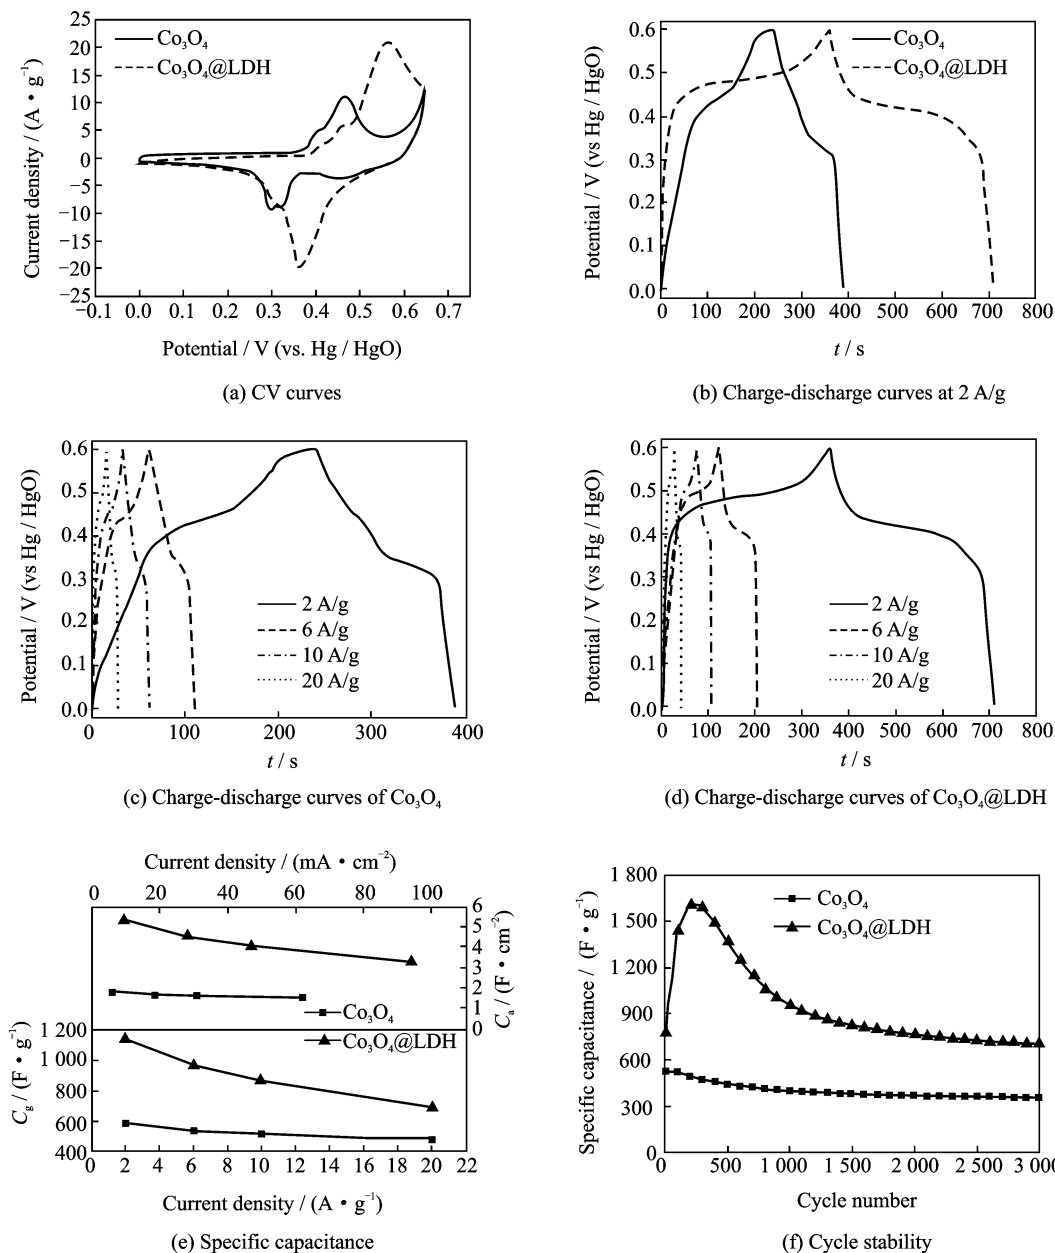 25
20
15
10
5
0
−5
−10
−15
−20
−25
Current density / (A • g⁻¹)
Co₃O₄
Co₃O₄@LDH
−0.1 0.0 0.1 0.2 0.3 0.4 0.5 0.6 0.7
Potential / V (vs. Hg / HgO)
(a) CV curves
0.6
0.5
0.4
0.3
0.2
0.1
0.0
Potential / V (vs Hg / HgO)
Co₃O₄
Co₃O₄@LDH
0 100 200 300 400 500 600 700 800
t / s
(b) Charge-discharge curves at 2 A/g
0.6
0.5
0.4
0.3
0.2
0.1
0.0
Potential / V (vs Hg / HgO)
2 A/g
6 A/g
10 A/g
20 A/g
0 100 200 300 400
t / s
(c) Charge-discharge curves of Co₃O₄
0.6
0.5
0.4
0.3
0.2
0.1
0.0
Potential / V (vs Hg / HgO)
2 A/g
6 A/g
10 A/g
20 A/g
0 100 200 300 400 500 600 700 800
t / s
(d) Charge-discharge curves of Co₃O₄@LDH
Current density / (mA • cm⁻²)
0 20 40 60 80 100
6
5
4
3
2
1
0
Cₐ / (F • cm⁻²)
Co₃O₄
Co₃O₄@LDH
1 200
1 000
800
600
400
C_g / (F • g⁻¹)
0 2 4 6 8 10 12 14 16 18 20 22
Current density / (A • g⁻¹)
(e) Specific capacitance
1 800
1 500
1 200
900
600
300
0
Specific capacitance / (F • g⁻¹)
Co₃O₄
Co₃O₄@LDH
0 500 1 000 1 500 2 000 2 500 3 000
Cycle number
(f) Cycle stability